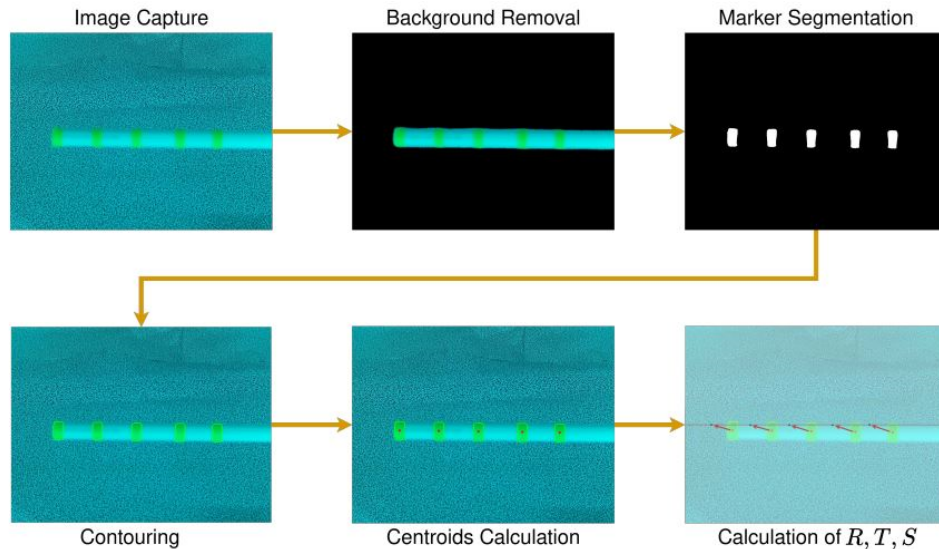 Image Capture
Background Removal
Marker Segmentation
Contouring
Centroids Calculation
Calculation of R, T, S